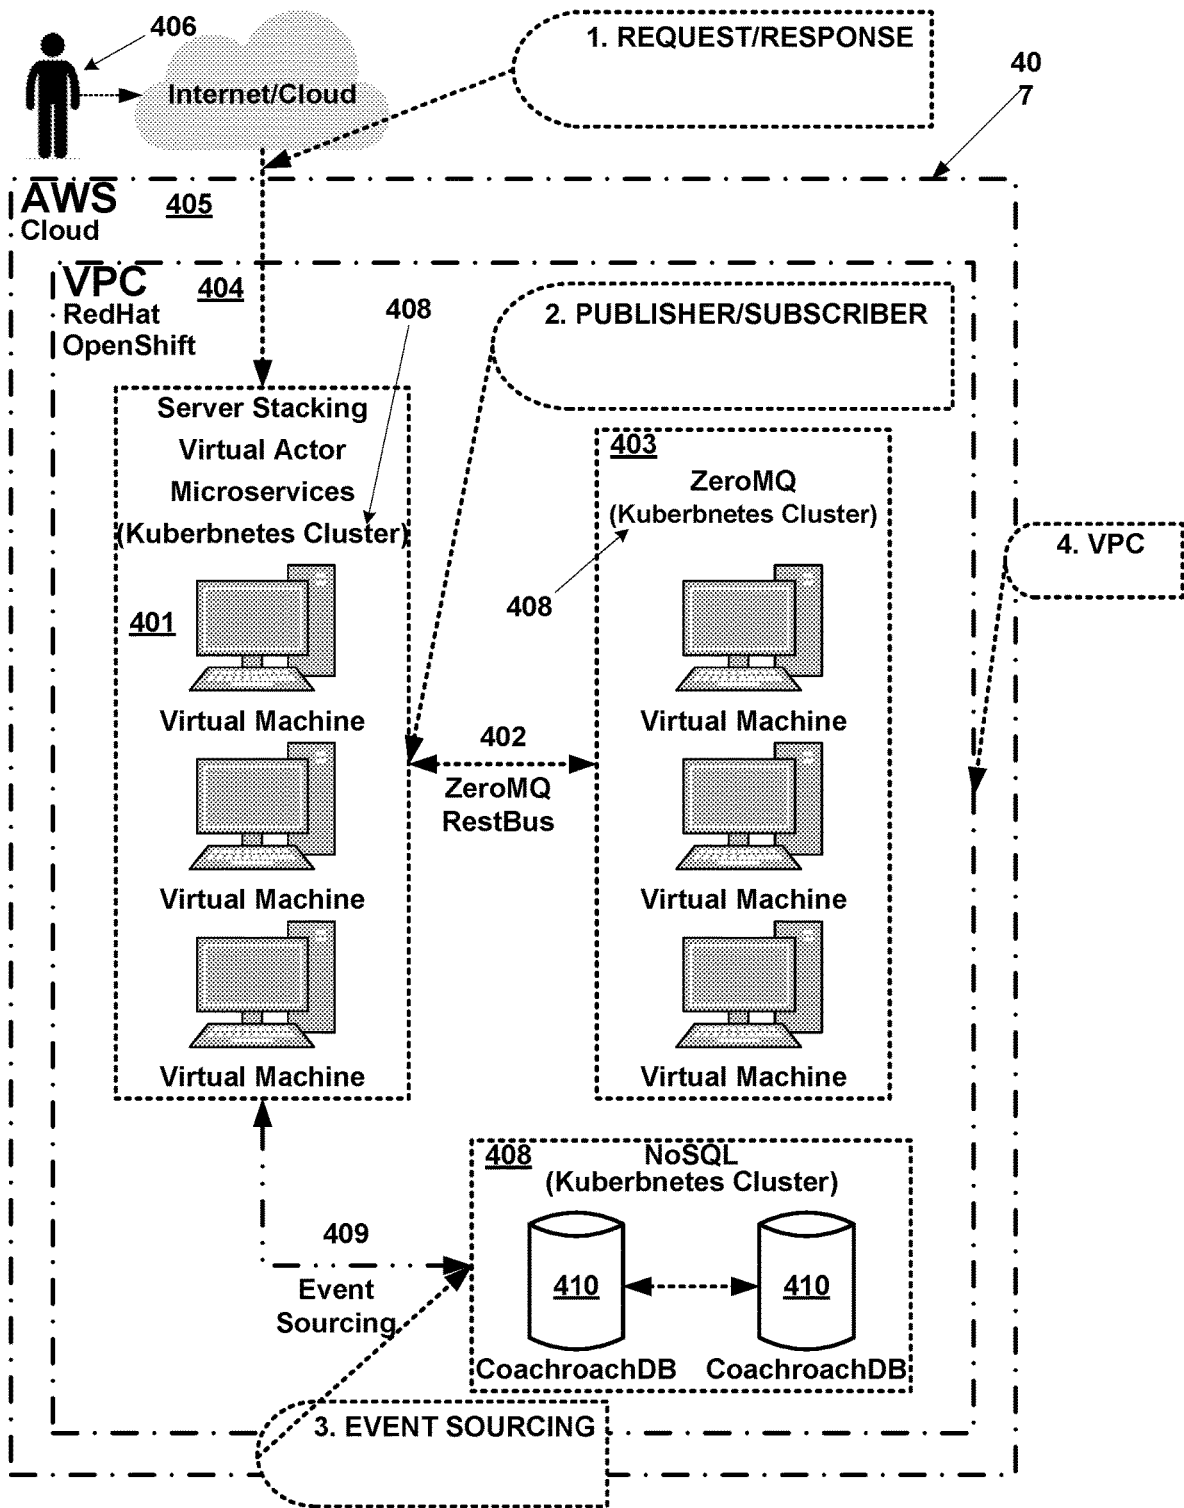 406
1. REQUEST/RESPONSE
Internet/Cloud
40
7
AWS
Cloud
405
VPC
RedHat
OpenShift
404
408
2. PUBLISHER/SUBSCRIBER
Server Stacking
Virtual Actor
Microservices
(Kuberbnetes Cluster)
403
ZeroMQ
(Kuberbnetes Cluster)
4. VPC
408
401
Virtual Machine
Virtual Machine
402
ZeroMQ
RestBus
Virtual Machine
Virtual Machine
Virtual Machine
Virtual Machine
408
NoSQL
(Kuberbnetes Cluster)
409
Event
Sourcing
410
410
CoachroachDB
CoachroachDB
3. EVENT SOURCING